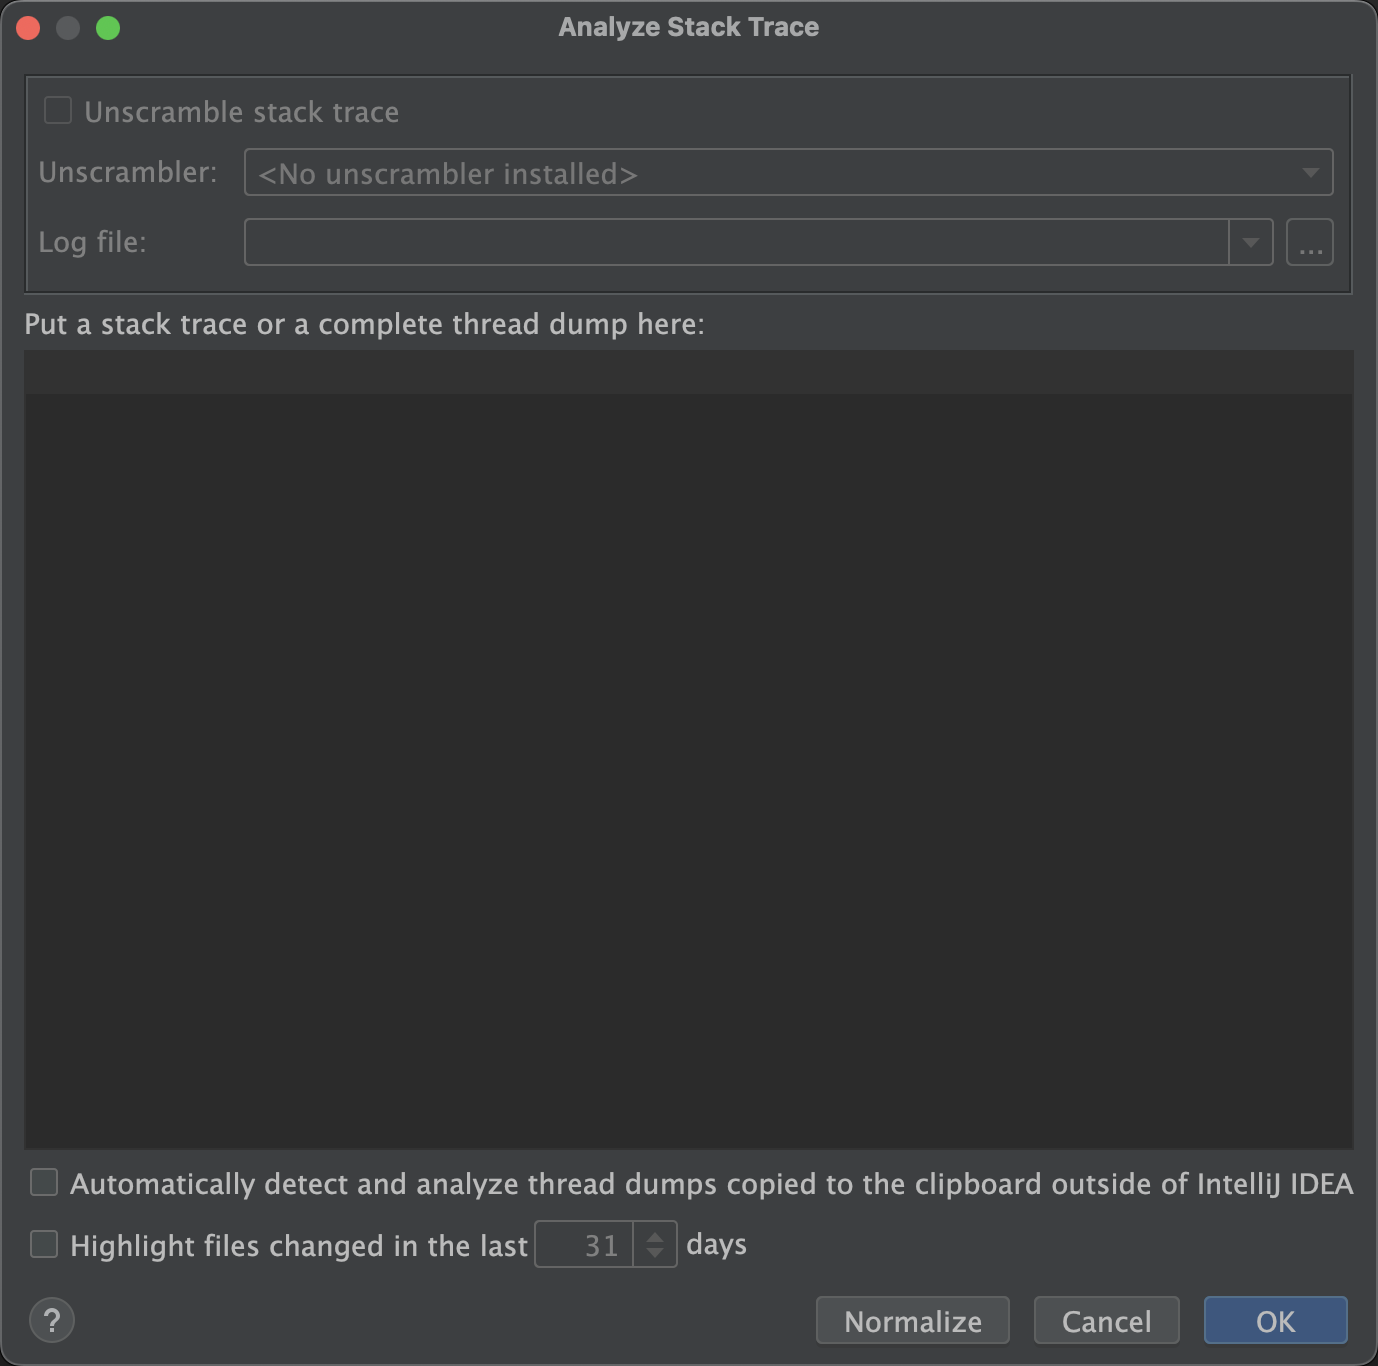 Analyze Stack Trace
Unscramble stack trace
Unscrambler: <No unscrambler installed>
Log file: ...
Put a stack trace or a complete thread dump here:
Automatically detect and analyze thread dumps copied to the clipboard outside of IntelliJ IDEA
Highlight files changed in the last 31 days
? Normalize Cancel OK